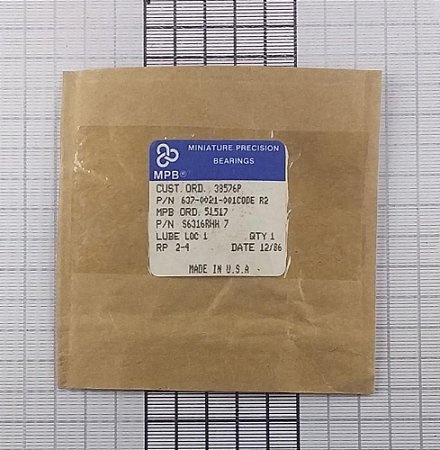 MINIATURE PRECISION
BEARINGS
MPB®
CUST. ORD. 38576P
P/N 637-0021-001CODE R2
MPB ORD. 51517
P/N S6316RHH 7
LUBE LOC 1 QTY 1
RP 2-4 DATE 12/86
MADE IN U.S.A